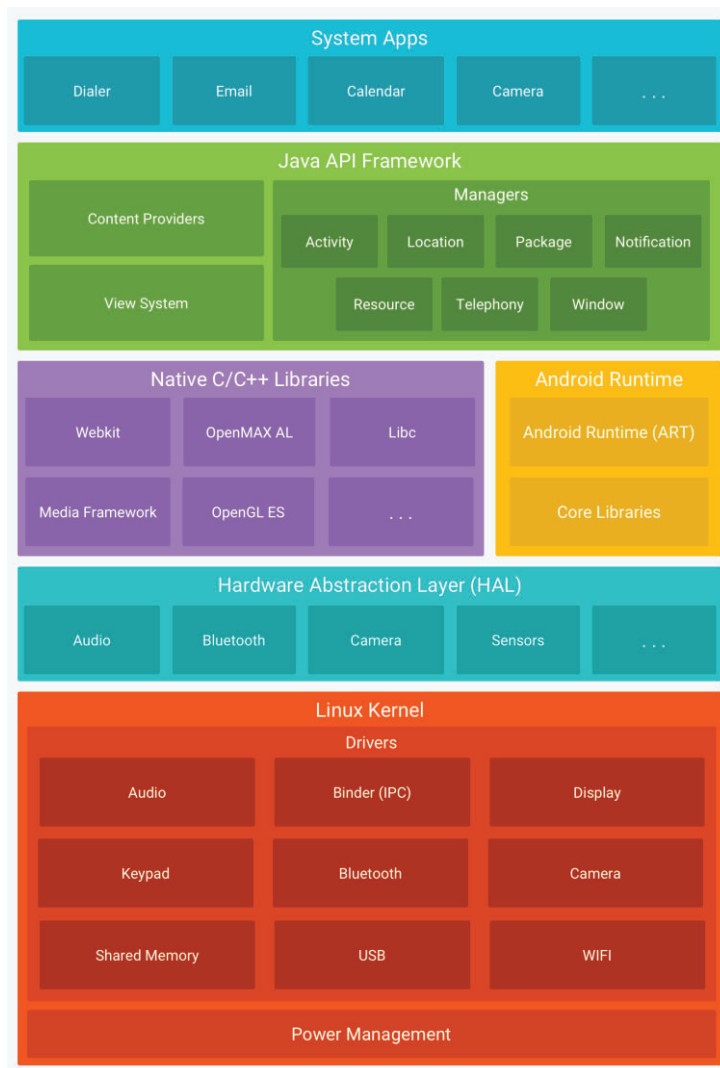 System Apps
Dialer
Email
Calendar
Camera
. . .
Java API Framework
Content Providers
View System
Managers
Activity
Location
Package
Notification
Resource
Telephony
Window
Native C/C++ Libraries
Webkit
OpenMAX AL
Libc
Media Framework
OpenGL ES
. . .
Android Runtime
Android Runtime (ART)
Core Libraries
Hardware Abstraction Layer (HAL)
Audio
Bluetooth
Camera
Sensors
. . .
Linux Kernel
Drivers
Audio
Binder (IPC)
Display
Keypad
Bluetooth
Camera
Shared Memory
USB
WIFI
Power Management